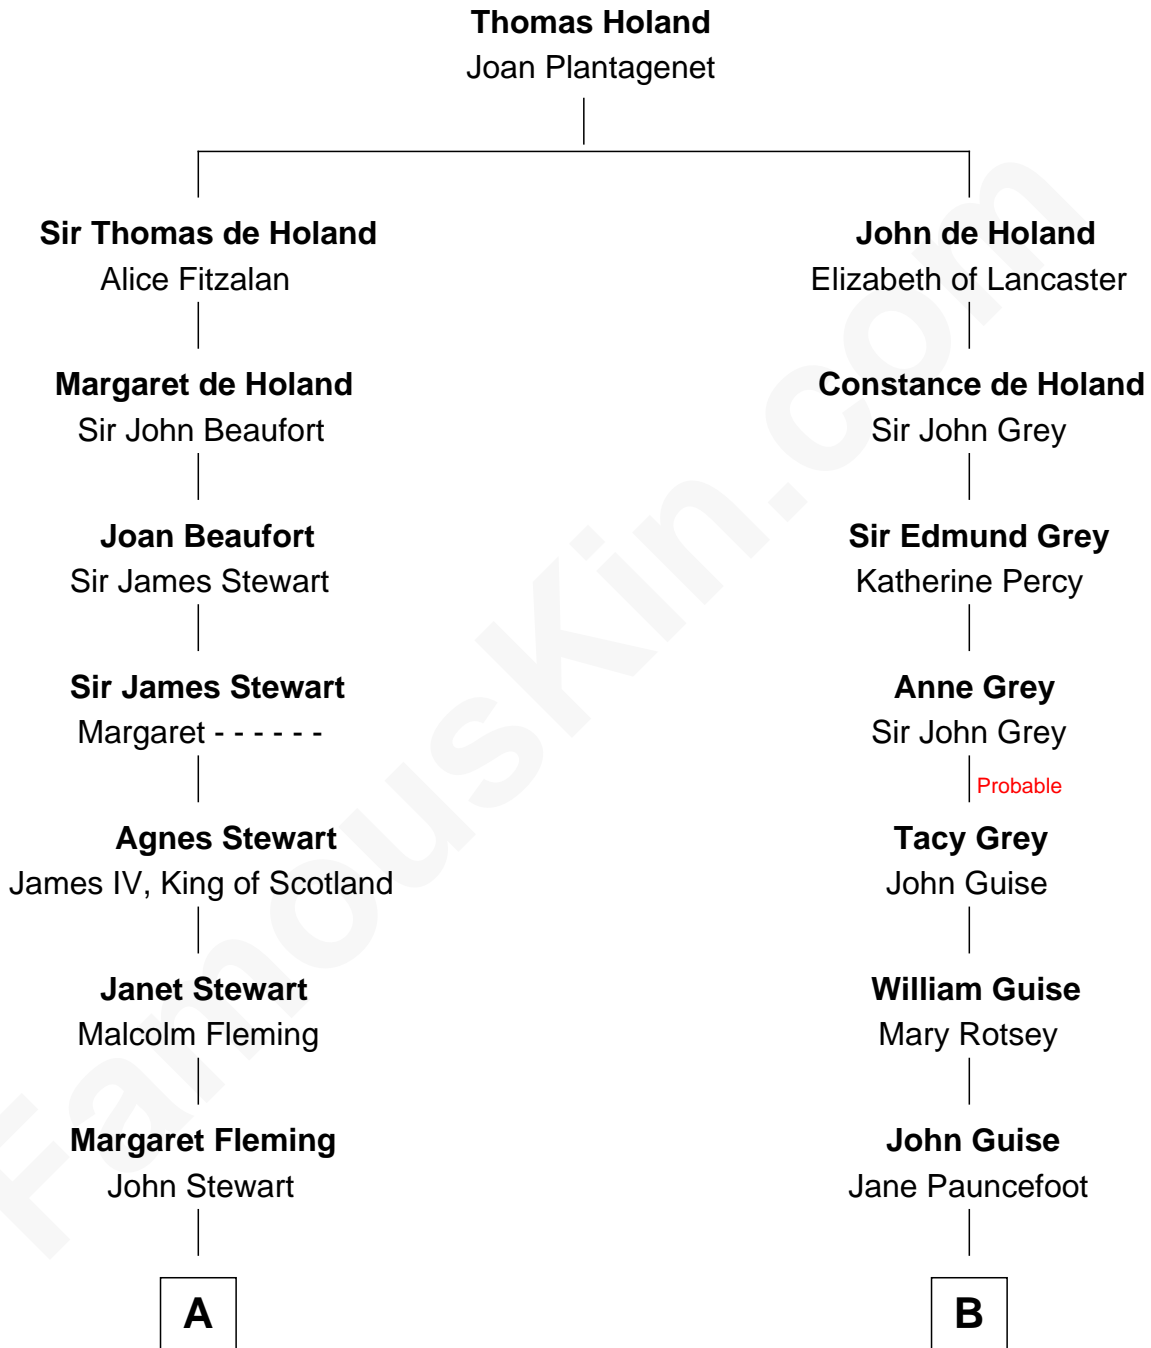 Thomas Holand
Joan Plantagenet
Sir Thomas de Holand
Alice Fitzalan
John de Holand
Elizabeth of Lancaster
Margaret de Holand
Sir John Beaufort
Constance de Holand
Sir John Grey
Joan Beaufort
Sir James Stewart
Sir Edmund Grey
Katherine Percy
Sir James Stewart
Margaret - - - - - -
Anne Grey
Sir John Grey
Probable
Agnes Stewart
James IV, King of Scotland
Tacy Grey
John Guise
Janet Stewart
Malcolm Fleming
William Guise
Mary Rotsey
Margaret Fleming
John Stewart
John Guise
Jane Pauncefoot
A
B
FamousKin.com